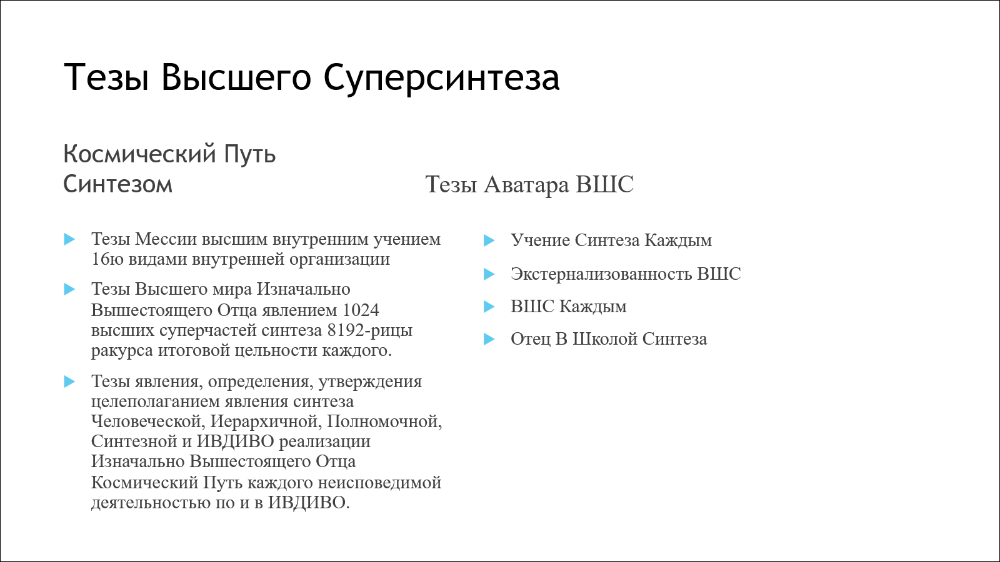 Тезы Высшего Суперсинтеза
Космический Путь
Синтезом
Тезы Мессии высшим внутренним учением
16ю видами внутренней организации
Тезы Высшего мира Изначально
Вышестоящего Отца явлением 1024
высших суперчастей синтеза 8192-рицы
ракурса итоговой цельности каждого.
Тезы явления, определения, утверждения
целеполаганием явления синтеза
Человеческой, Иерархичной, Полномочной,
Синтезной и ИВДИВО реализации
Изначально Вышестоящего Отца
Космический Путь каждого неисповедимой
деятельностью по и в ИВДИВО.
Тезы Аватара ВШС
Учение Синтеза Каждым
Экстернализованность ВШС
ВШС Каждым
Отец В Школой Синтеза